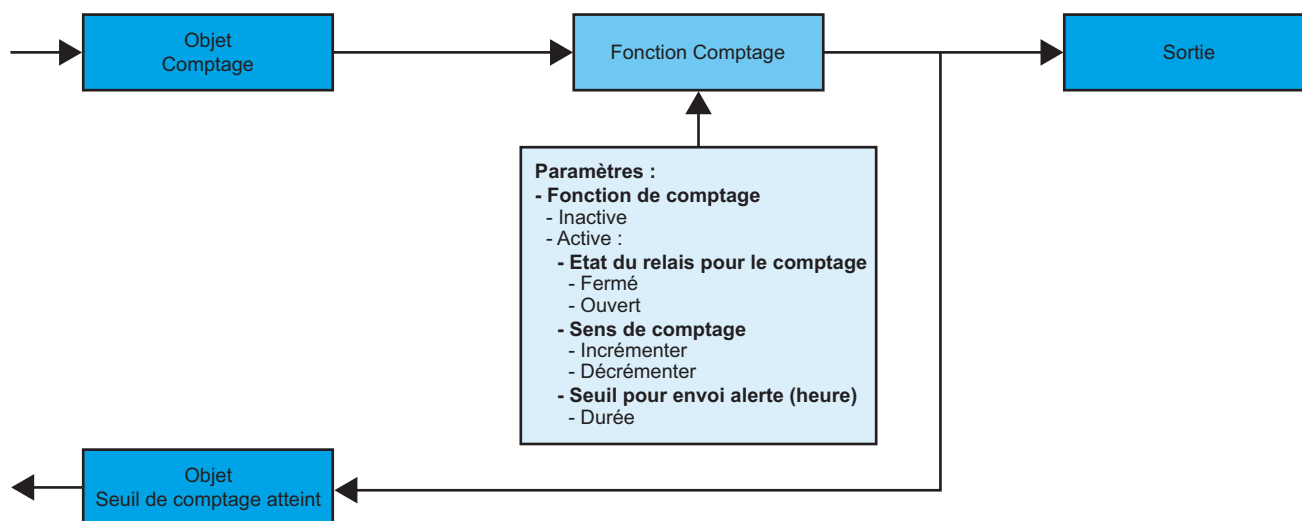 Objet
Comptage
Fonction Comptage
Sortie
Paramètres :
- Fonction de comptage
- Inactive
- Active :
- Etat du relais pour le comptage
- Fermé
- Ouvert
- Sens de comptage
- Incrémenter
- Décrémenter
- Seuil pour envoi alerte (heure)
- Durée
Objet
Seuil de comptage atteint